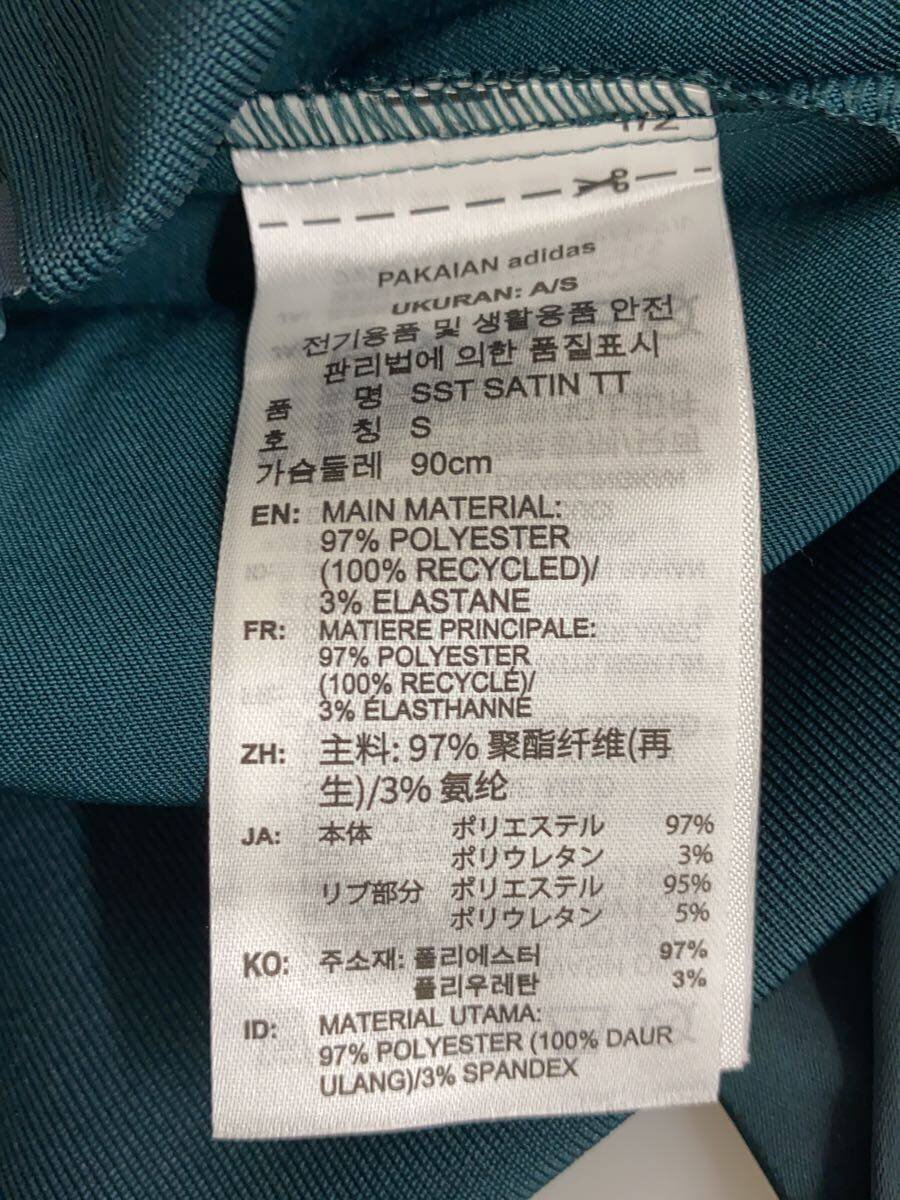 1/2
PAKAIAN adidas
UKURAN: A/S
전기용품 및 생활용품 안전
관리법에 의한 품질표시
품 명 SST SATIN TT
호 칭 S
가슴둘레 90cm
EN: MAIN MATERIAL:
97% POLYESTER
(100% RECYCLED)/
3% ELASTANE
FR: MATIERE PRINCIPALE:
97% POLYESTER
(100% RECYCLÉ)/
3% ÉLASTHANNE
ZH: 主料: 97% 聚酯纤维(再
生)/3% 氨纶
JA: 本体 ポリエステル 97%
ポリウレタン 3%
リブ部分 ポリエステル 95%
ポリウレタン 5%
KO: 주소재: 폴리에스터 97%
폴리우레탄 3%
ID: MATERIAL UTAMA:
97% POLYESTER (100% DAUR
ULANG)/3% SPANDEX